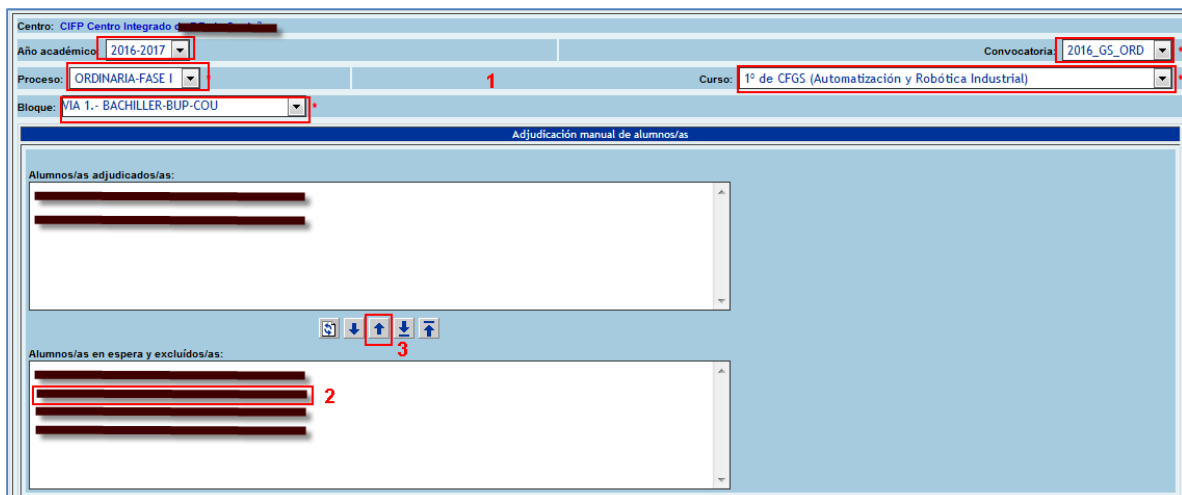 Centro: CIFP Centro Integrado
Año académico: 2016-2017 Convocatoria: 2016_GS_ORD *
Proceso: ORDINARIA-FASE I * 1 Curso: 1º de CFGS (Automatización y Robótica Industrial) *
Bloque: VIA 1.- BACHILLER-BUP-COU *
Adjudicación manual de alumnos/as
Alumnos/as adjudicados/as:
3
Alumnos/as en espera y excluídos/as:
2